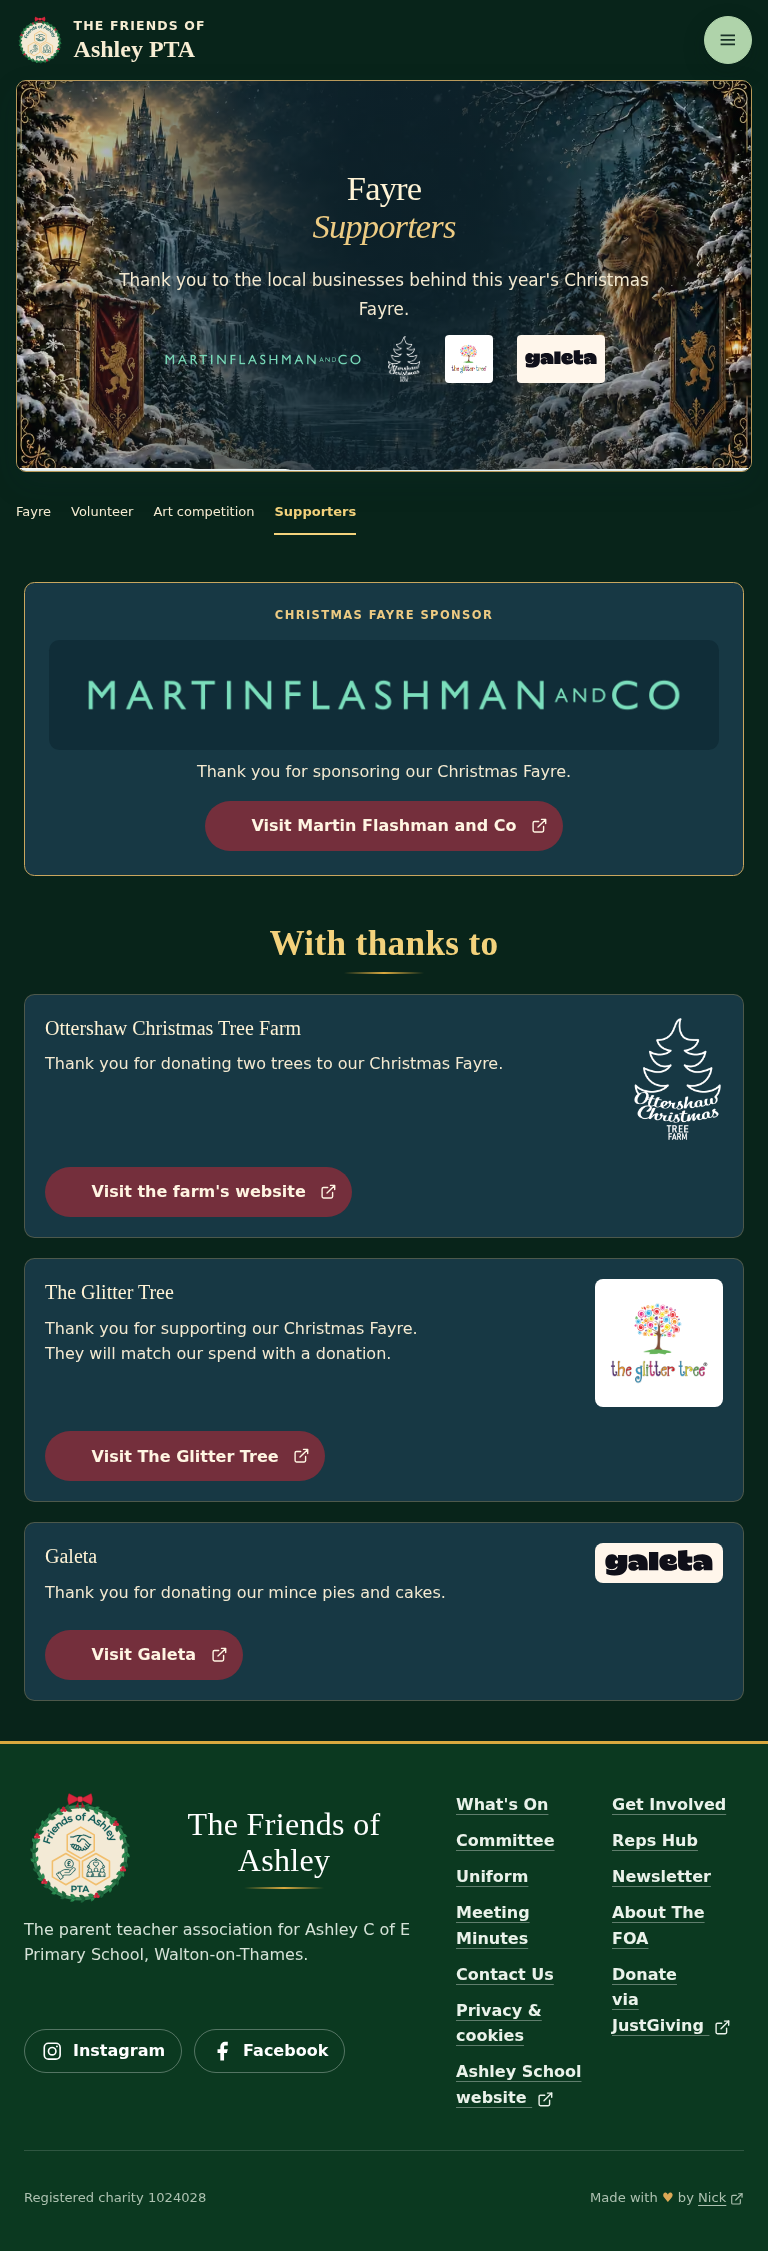 THE FRIENDS OF
Ashley PTA
Fayre
Supporters
Thank you to the local businesses behind this year's Christmas
Fayre.
MARTINFLASHMANANDCO
Ottershaw
Christmas
TREE
FARM
the glitter tree
galeta
Fayre Volunteer Art competition Supporters
CHRISTMAS FAYRE SPONSOR
MARTINFLASHMANANDCO
Thank you for sponsoring our Christmas Fayre.
Visit Martin Flashman and Co
With thanks to
Ottershaw Christmas Tree Farm
Thank you for donating two trees to our Christmas Fayre.
Ottershaw
Christmas
TREE
FARM
Visit the farm's website
The Glitter Tree
Thank you for supporting our Christmas Fayre.
They will match our spend with a donation.
the glitter tree
Visit The Glitter Tree
Galeta
galeta
Thank you for donating our mince pies and cakes.
Visit Galeta
Friends of Ashley
PTA
The Friends of
Ashley
The parent teacher association for Ashley C of E
Primary School, Walton-on-Thames.
Instagram
Facebook
What's On
Committee
Uniform
Meeting
Minutes
Contact Us
Privacy &
cookies
Ashley School
website
Get Involved
Reps Hub
Newsletter
About The
FOA
Donate
via
JustGiving
Registered charity 1024028
Made with ♥ by Nick